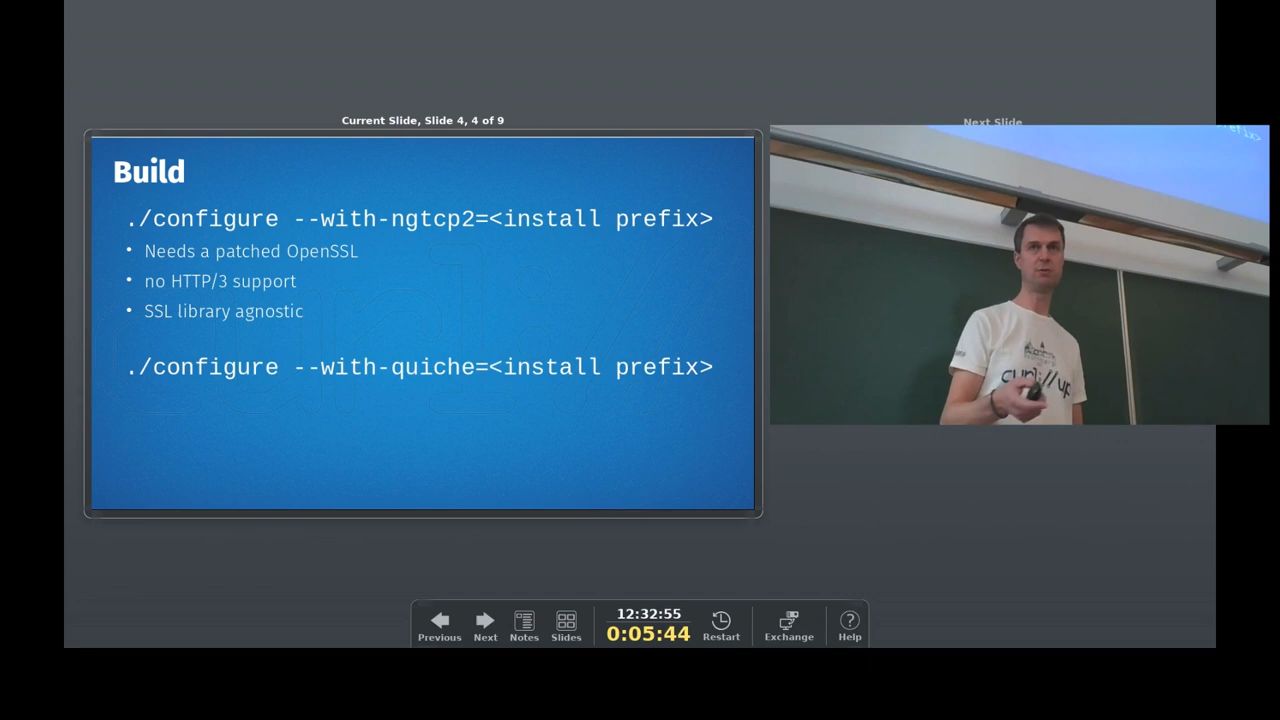 Current Slide, Slide 4, 4 of 9
Next Slide
Build
./configure --with-ngtcp2=<install prefix>
• Needs a patched OpenSSL
• no HTTP/3 support
• SSL library agnostic
./configure --with-quiche=<install prefix>
curl://up
Previous
Next
Notes
Slides
12:32:55
0:05:44
Restart
Exchange
Help